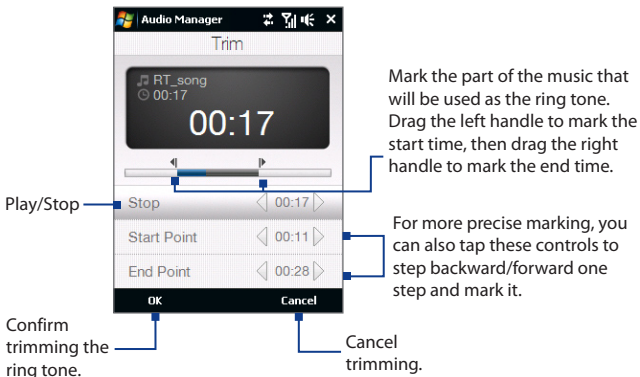 Audio Manager
Trim
RT_song
00:17
00:17
Stop
00:17
Start Point
00:11
End Point
00:28
OK
Cancel
Mark the part of the music that
will be used as the ring tone.
Drag the left handle to mark the
start time, then drag the right
handle to mark the end time.
Play/Stop
For more precise marking, you
can also tap these controls to
step backward/forward one
step and mark it.
Confirm
trimming the
ring tone.
Cancel
trimming.